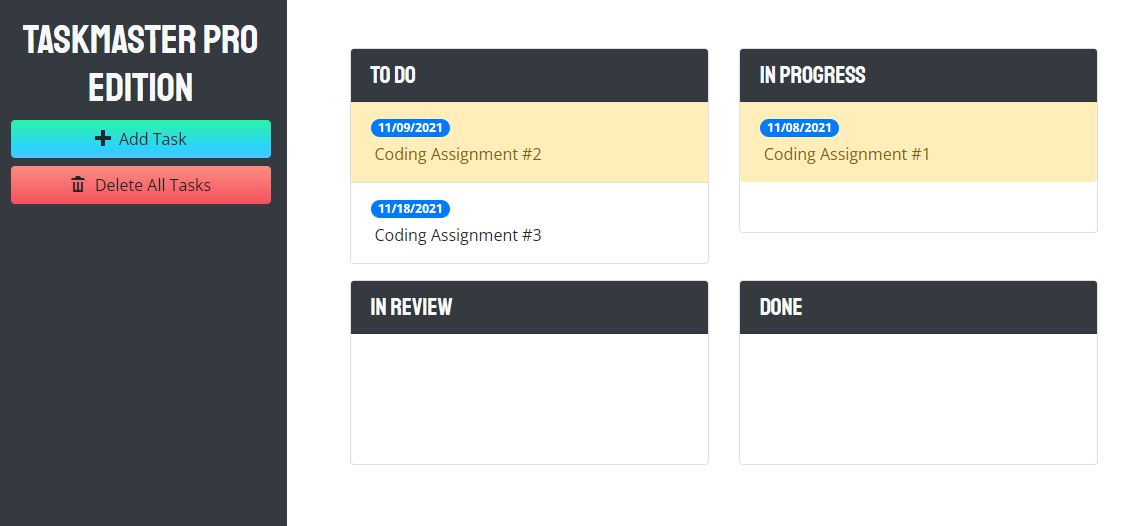 TASKMASTER PRO
EDITION
Add Task
Delete All Tasks
TO DO
11/09/2021
Coding Assignment #2
11/18/2021
Coding Assignment #3
IN PROGRESS
11/08/2021
Coding Assignment #1
IN REVIEW
DONE